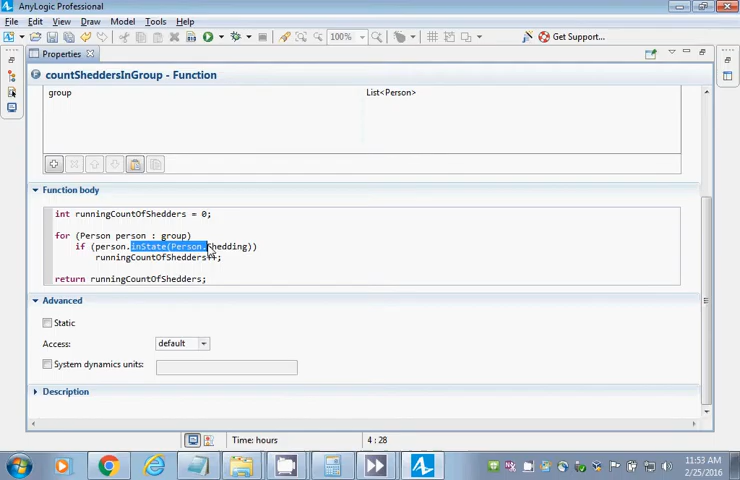 AnyLogic Professional
File Edit View Draw Model Tools Help
100%
Get Support...
Properties
countSheddersInGroup - Function
group List<Person>
Function body
int runningCountOfShedders = 0;
for (Person person : group)
if (person.inState(Person.Shedding))
runningCountOfShedders++;
return runningCountOfShedders;
Advanced
Static
Access: default
System dynamics units:
Description
Time: hours 4 : 28
11:53 AM
2/25/2016